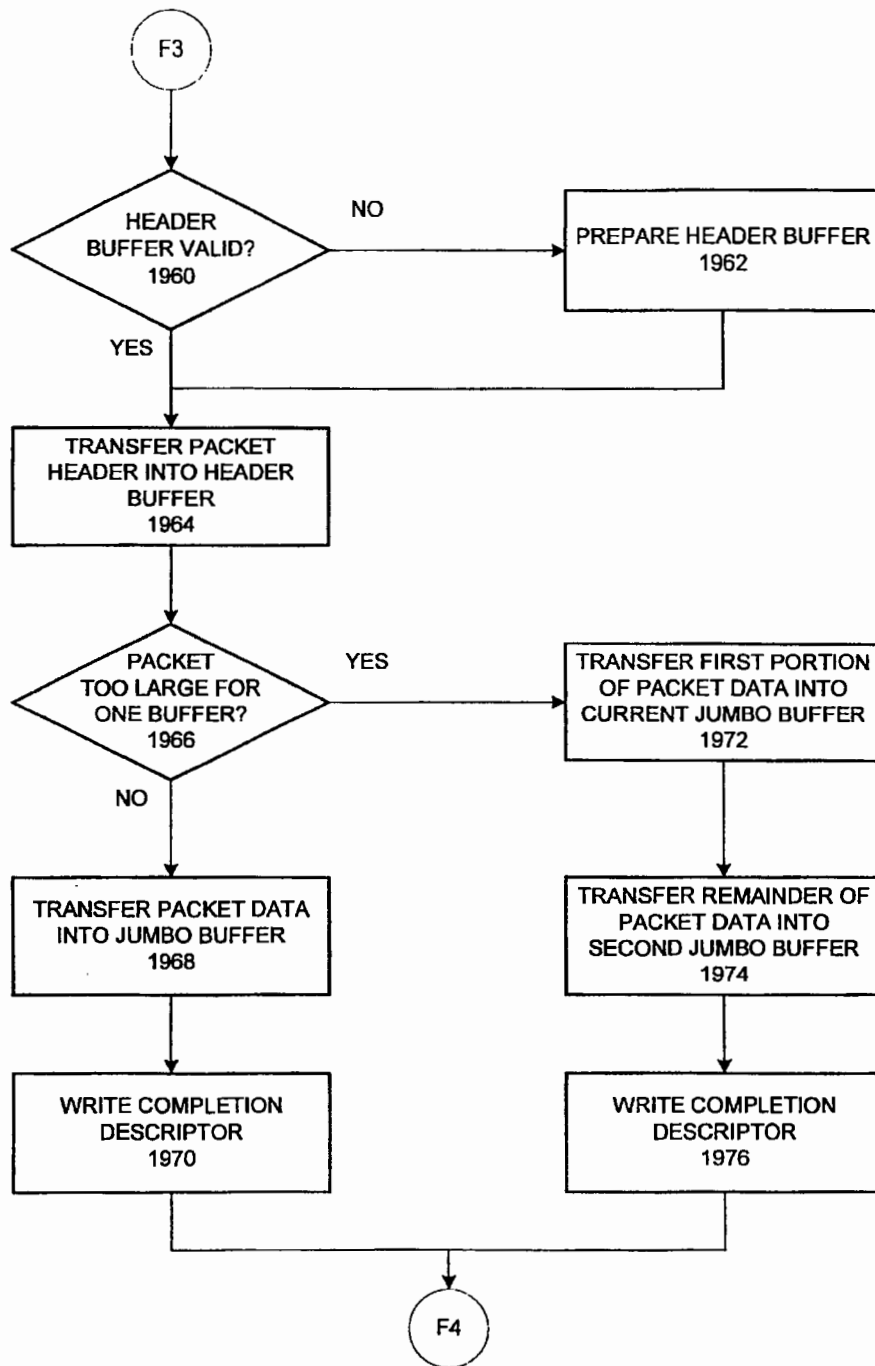 F3
HEADER
BUFFER VALID?
1960
NO
PREPARE HEADER BUFFER
1962
YES
TRANSFER PACKET
HEADER INTO HEADER
BUFFER
1964
PACKET
TOO LARGE FOR
ONE BUFFER?
1966
YES
TRANSFER FIRST PORTION
OF PACKET DATA INTO
CURRENT JUMBO BUFFER
1972
NO
TRANSFER PACKET DATA
INTO JUMBO BUFFER
1968
TRANSFER REMAINDER OF
PACKET DATA INTO
SECOND JUMBO BUFFER
1974
WRITE COMPLETION
DESCRIPTOR
1970
WRITE COMPLETION
DESCRIPTOR
1976
F4